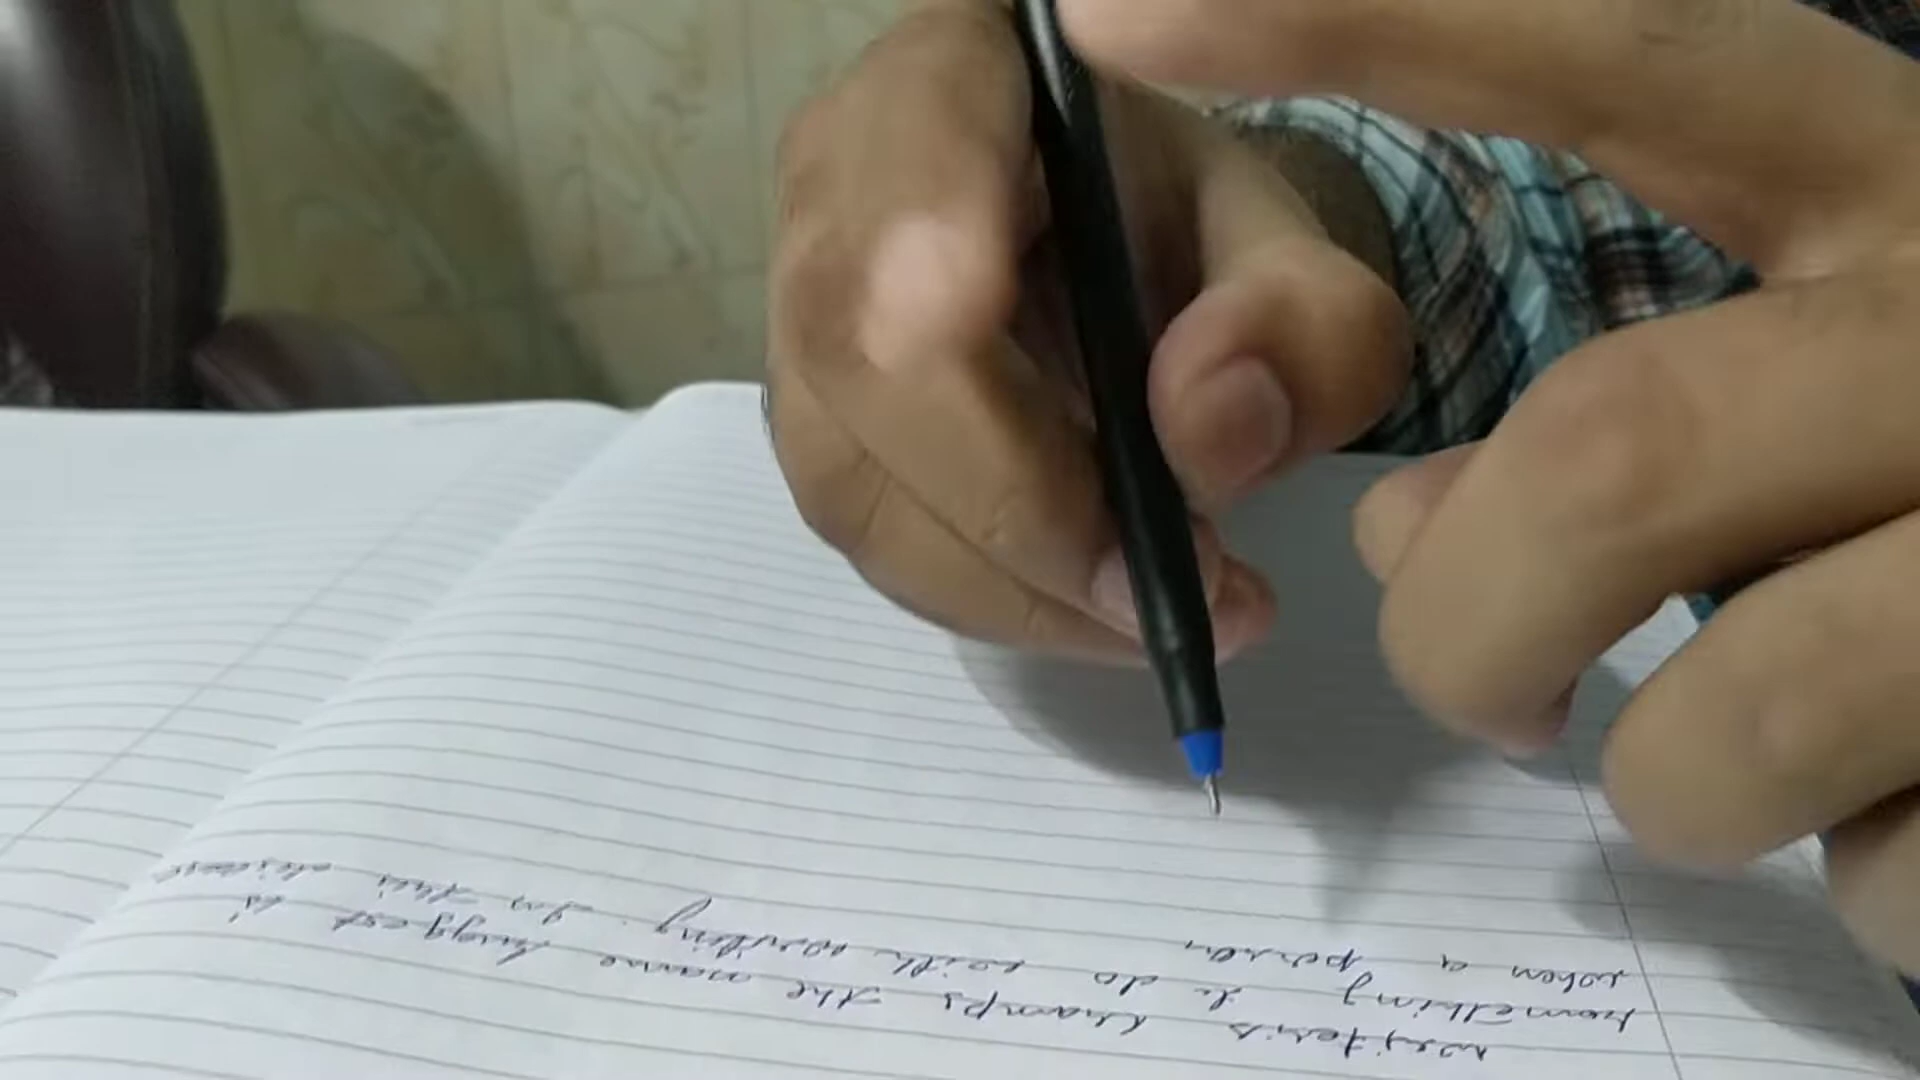 writer's cramps the name suggest is
something to do with writing. In this
when a person